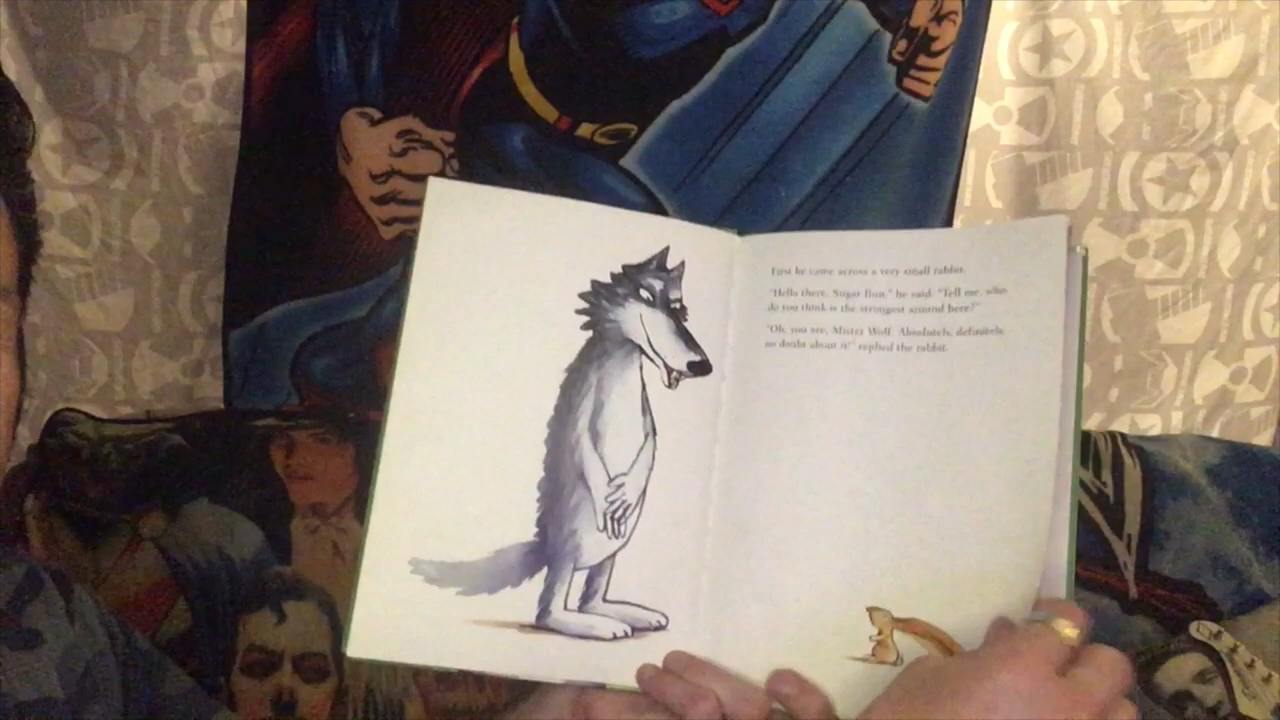 First he came across a very small rabbit.
"Hello there, Sugar Bun," he said. "Tell me, who
do you think is the strongest around here?"
"Oh, you are, Mister Wolf. Absolutely, definitely,
no doubt about it!" replied the rabbit.